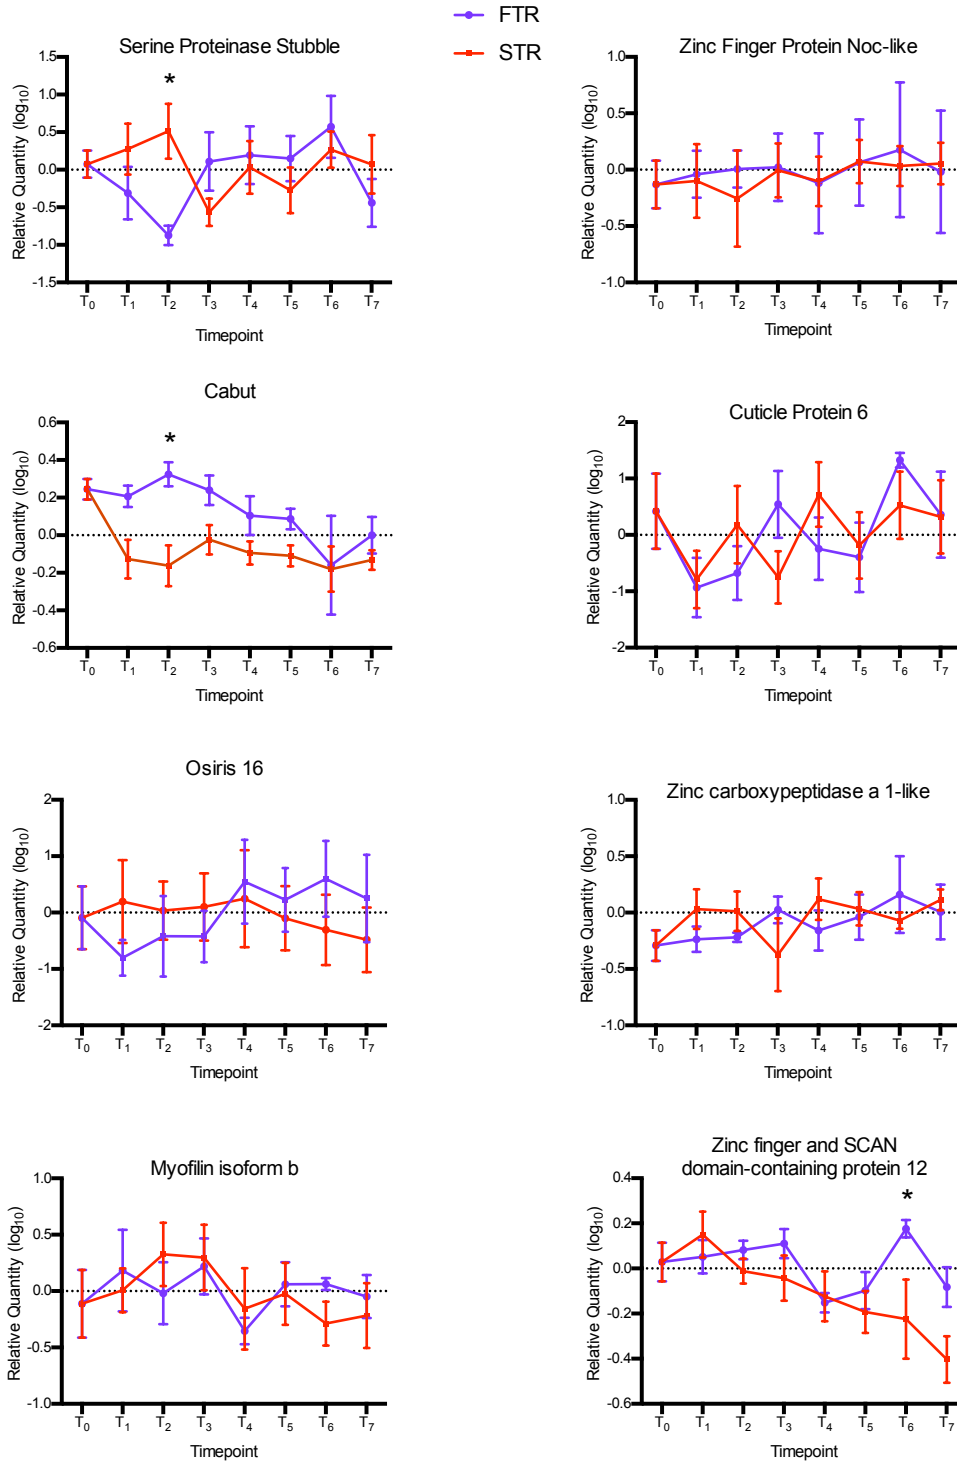 FTR
STR
Serine Proteinase Stubble
Relative Quantity (log10)
1.5
1.0
0.5
0.0
-0.5
-1.0
-1.5
*
T0 T1 T2 T3 T4 T5 T6 T7
Timepoint
Zinc Finger Protein Noc-like
Relative Quantity (log10)
1.0
0.5
0.0
-0.5
-1.0
T0 T1 T2 T3 T4 T5 T6 T7
Timepoint
Cabut
Relative Quantity (log10)
0.6
0.4
0.2
0.0
-0.2
-0.4
-0.6
*
T0 T1 T2 T3 T4 T5 T6 T7
Timepoint
Cuticle Protein 6
Relative Quantity (log10)
2
1
0
-1
-2
T0 T1 T2 T3 T4 T5 T6 T7
Timepoint
Osiris 16
Relative Quantity (log10)
2
1
0
-1
-2
T0 T1 T2 T3 T4 T5 T6 T7
Timepoint
Zinc carboxypeptidase a 1-like
Relative Quantity (log10)
1.0
0.5
0.0
-0.5
-1.0
T0 T1 T2 T3 T4 T5 T6 T7
Timepoint
Myofilin isoform b
Relative Quantity (log10)
1.0
0.5
0.0
-0.5
-1.0
T0 T1 T2 T3 T4 T5 T6 T7
Timepoint
Zinc finger and SCAN
domain-containing protein 12
Relative Quantity (log10)
0.4
0.2
0.0
-0.2
-0.4
-0.6
*
T0 T1 T2 T3 T4 T5 T6 T7
Timepoint